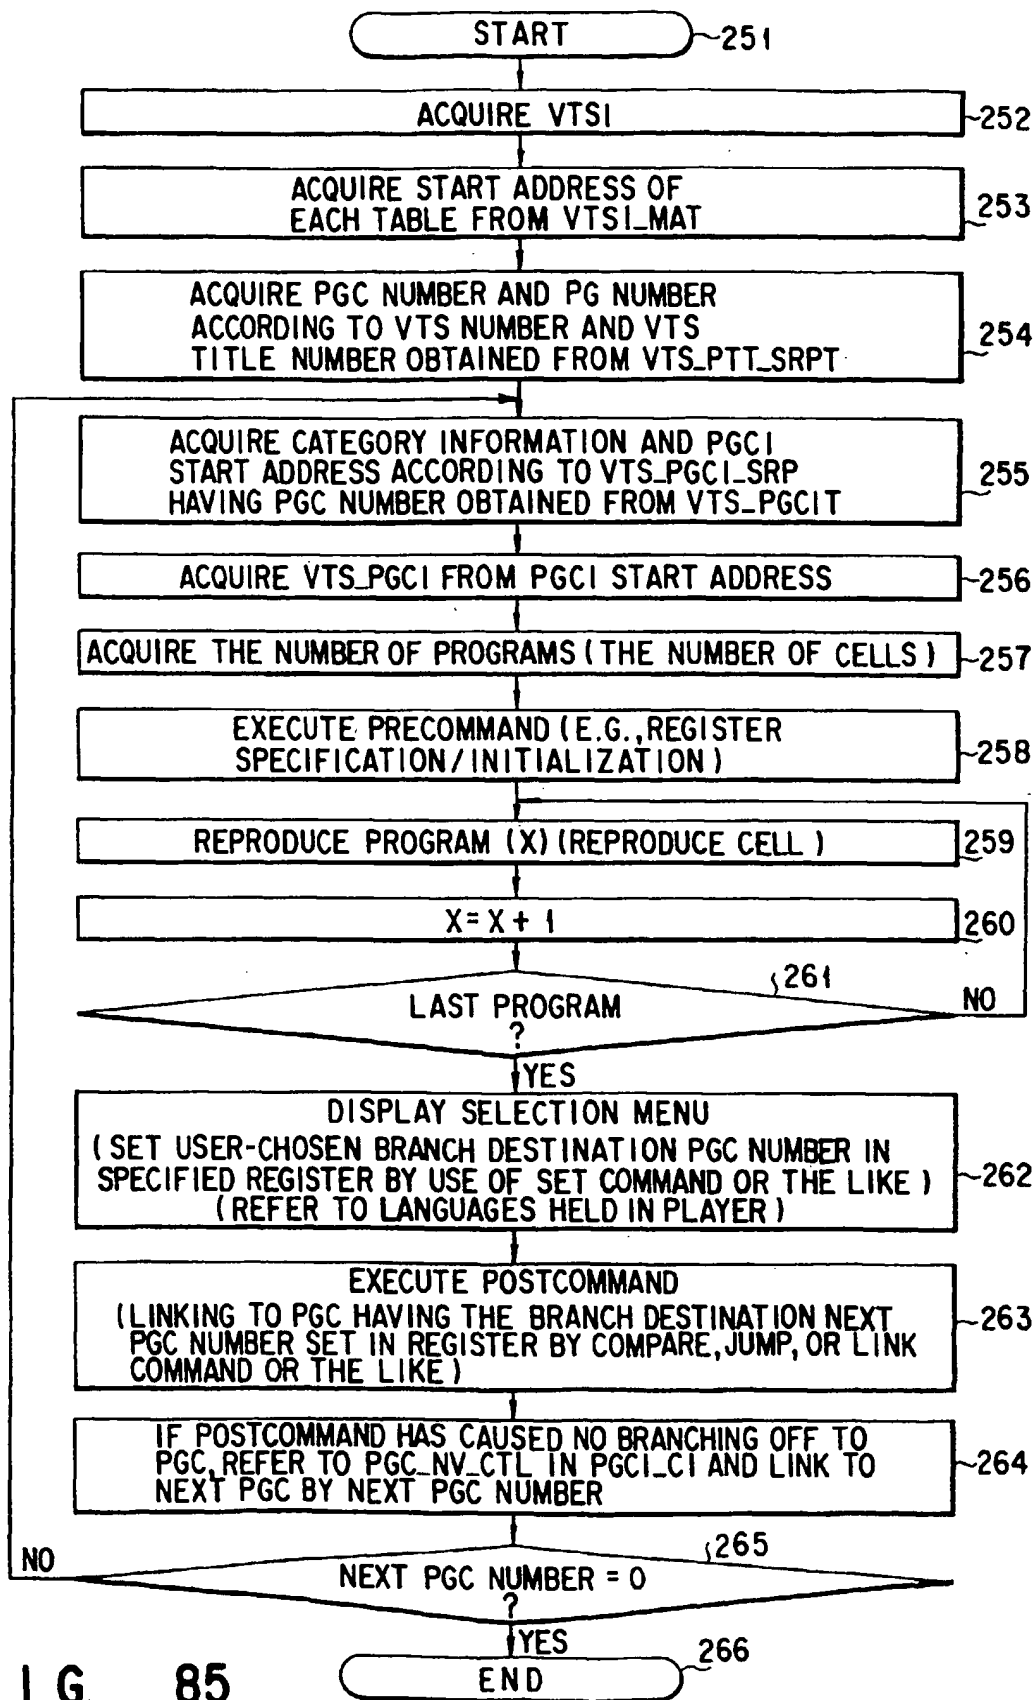 START
251
ACQUIRE VTSI
252
ACQUIRE START ADDRESS OF
EACH TABLE FROM VTSI_MAT
253
ACQUIRE PGC NUMBER AND PG NUMBER
ACCORDING TO VTS NUMBER AND VTS
TITLE NUMBER OBTAINED FROM VTS_PTT_SRPT
254
ACQUIRE CATEGORY INFORMATION AND PGCI
START ADDRESS ACCORDING TO VTS_PGCI_SRP
HAVING PGC NUMBER OBTAINED FROM VTS_PGCIT
255
ACQUIRE VTS_PGCI FROM PGCI START ADDRESS
256
ACQUIRE THE NUMBER OF PROGRAMS (THE NUMBER OF CELLS)
257
EXECUTE PRECOMMAND (E.G.,REGISTER
SPECIFICATION/INITIALIZATION)
258
REPRODUCE PROGRAM (X) (REPRODUCE CELL)
259
X=X+1
260
261
LAST PROGRAM
?
NO
YES
DISPLAY SELECTION MENU
(SET USER-CHOSEN BRANCH DESTINATION PGC NUMBER IN
SPECIFIED REGISTER BY USE OF SET COMMAND OR THE LIKE)
(REFER TO LANGUAGES HELD IN PLAYER)
262
EXECUTE POSTCOMMAND
(LINKING TO PGC HAVING THE BRANCH DESTINATION NEXT
PGC NUMBER SET IN REGISTER BY COMPARE,JUMP, OR LINK
COMMAND OR THE LIKE)
263
IF POSTCOMMAND HAS CAUSED NO BRANCHING OFF TO
PGC, REFER TO PGC_NV_CTL IN PGCI_CI AND LINK TO
NEXT PGC BY NEXT PGC NUMBER
264
265
NO
NEXT PGC NUMBER = 0
?
YES
266
END
IG. 85